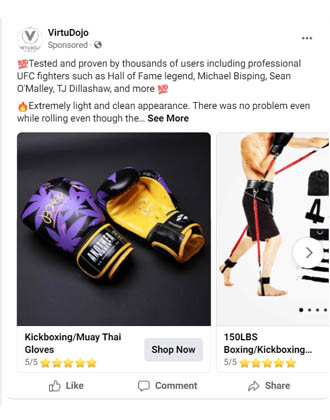 VirtuDojo
Sponsored ·
💯Tested and proven by thousands of users including professional
UFC fighters such as Hall of Fame legend, Michael Bisping, Sean
O'Malley, TJ Dillashaw, and more 💯
🔥Extremely light and clean appearance. There was no problem even
while rolling even though the... See More
ANOTHER
Kickboxing/Muay Thai
Gloves
5/5 ⭐⭐⭐⭐⭐
Shop Now
150LBS
Boxing/Kickboxing...
5/5 ⭐⭐⭐⭐⭐
Like
Comment
Share